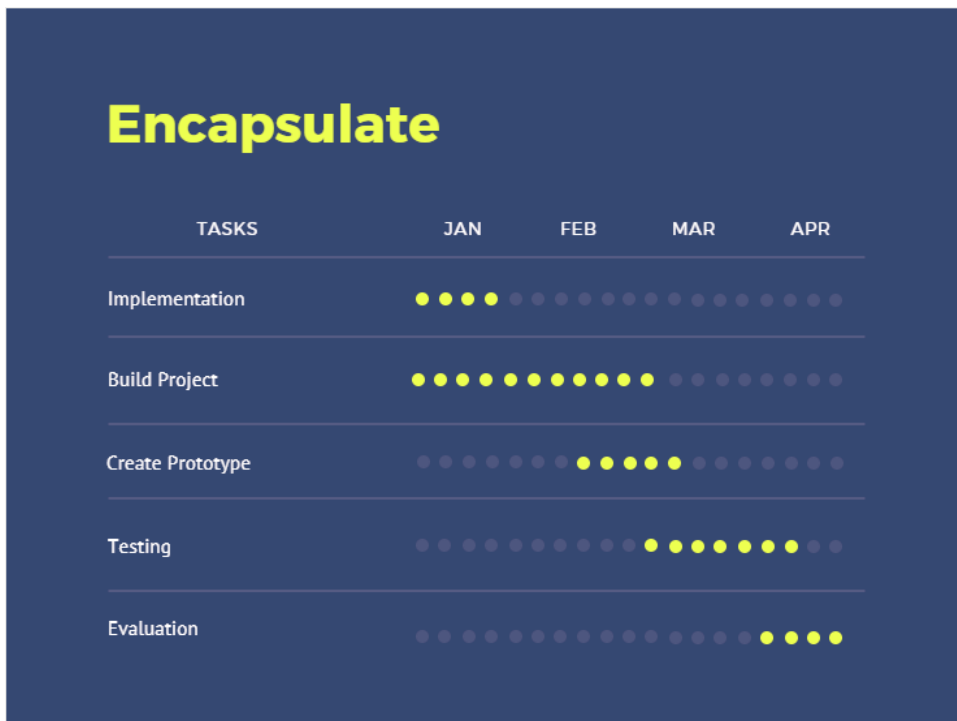 Encapsulate
TASKS JAN FEB MAR APR
Implementation
Build Project
Create Prototype
Testing
Evaluation